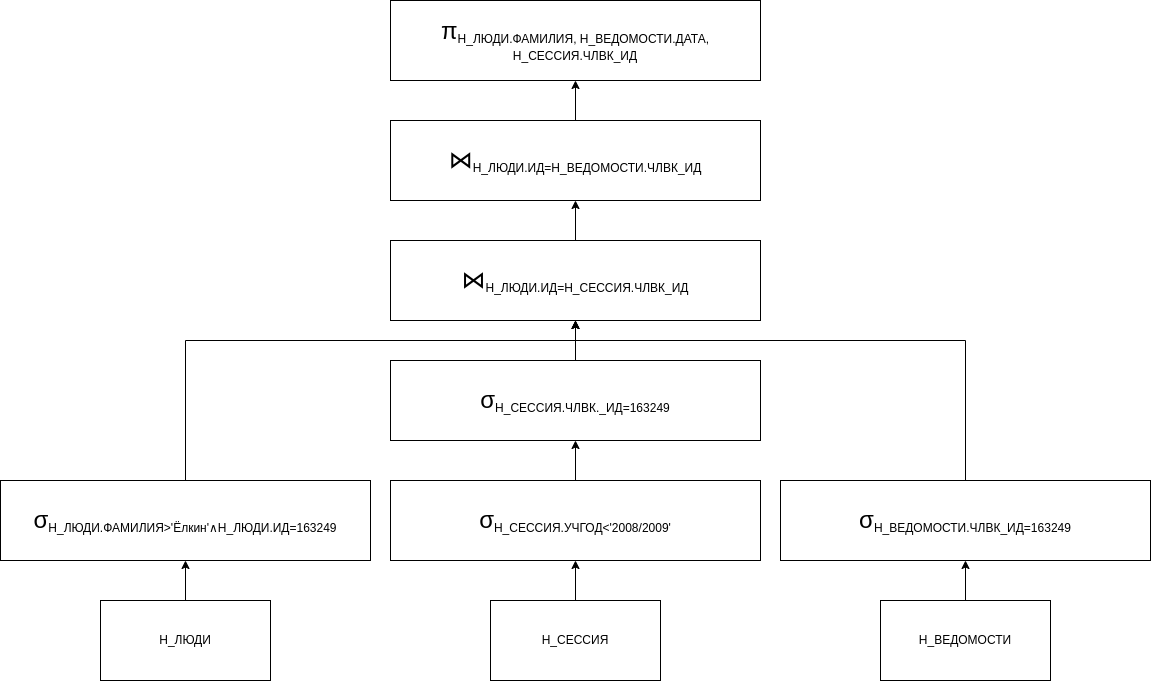 πН_ЛЮДИ.ФАМИЛИЯ, Н_ВЕДОМОСТИ.ДАТА,
Н_СЕССИЯ.ЧЛВК_ИД
⋈Н_ЛЮДИ.ИД=Н_ВЕДОМОСТИ.ЧЛВК_ИД
⋈Н_ЛЮДИ.ИД=Н_СЕССИЯ.ЧЛВК_ИД
σН_СЕССИЯ.ЧЛВК._ИД=163249
σН_ЛЮДИ.ФАМИЛИЯ>'Ёлкин'∧Н_ЛЮДИ.ИД=163249
σН_СЕССИЯ.УЧГОД<'2008/2009'
σН_ВЕДОМОСТИ.ЧЛВК_ИД=163249
Н_ЛЮДИ
Н_СЕССИЯ
Н_ВЕДОМОСТИ